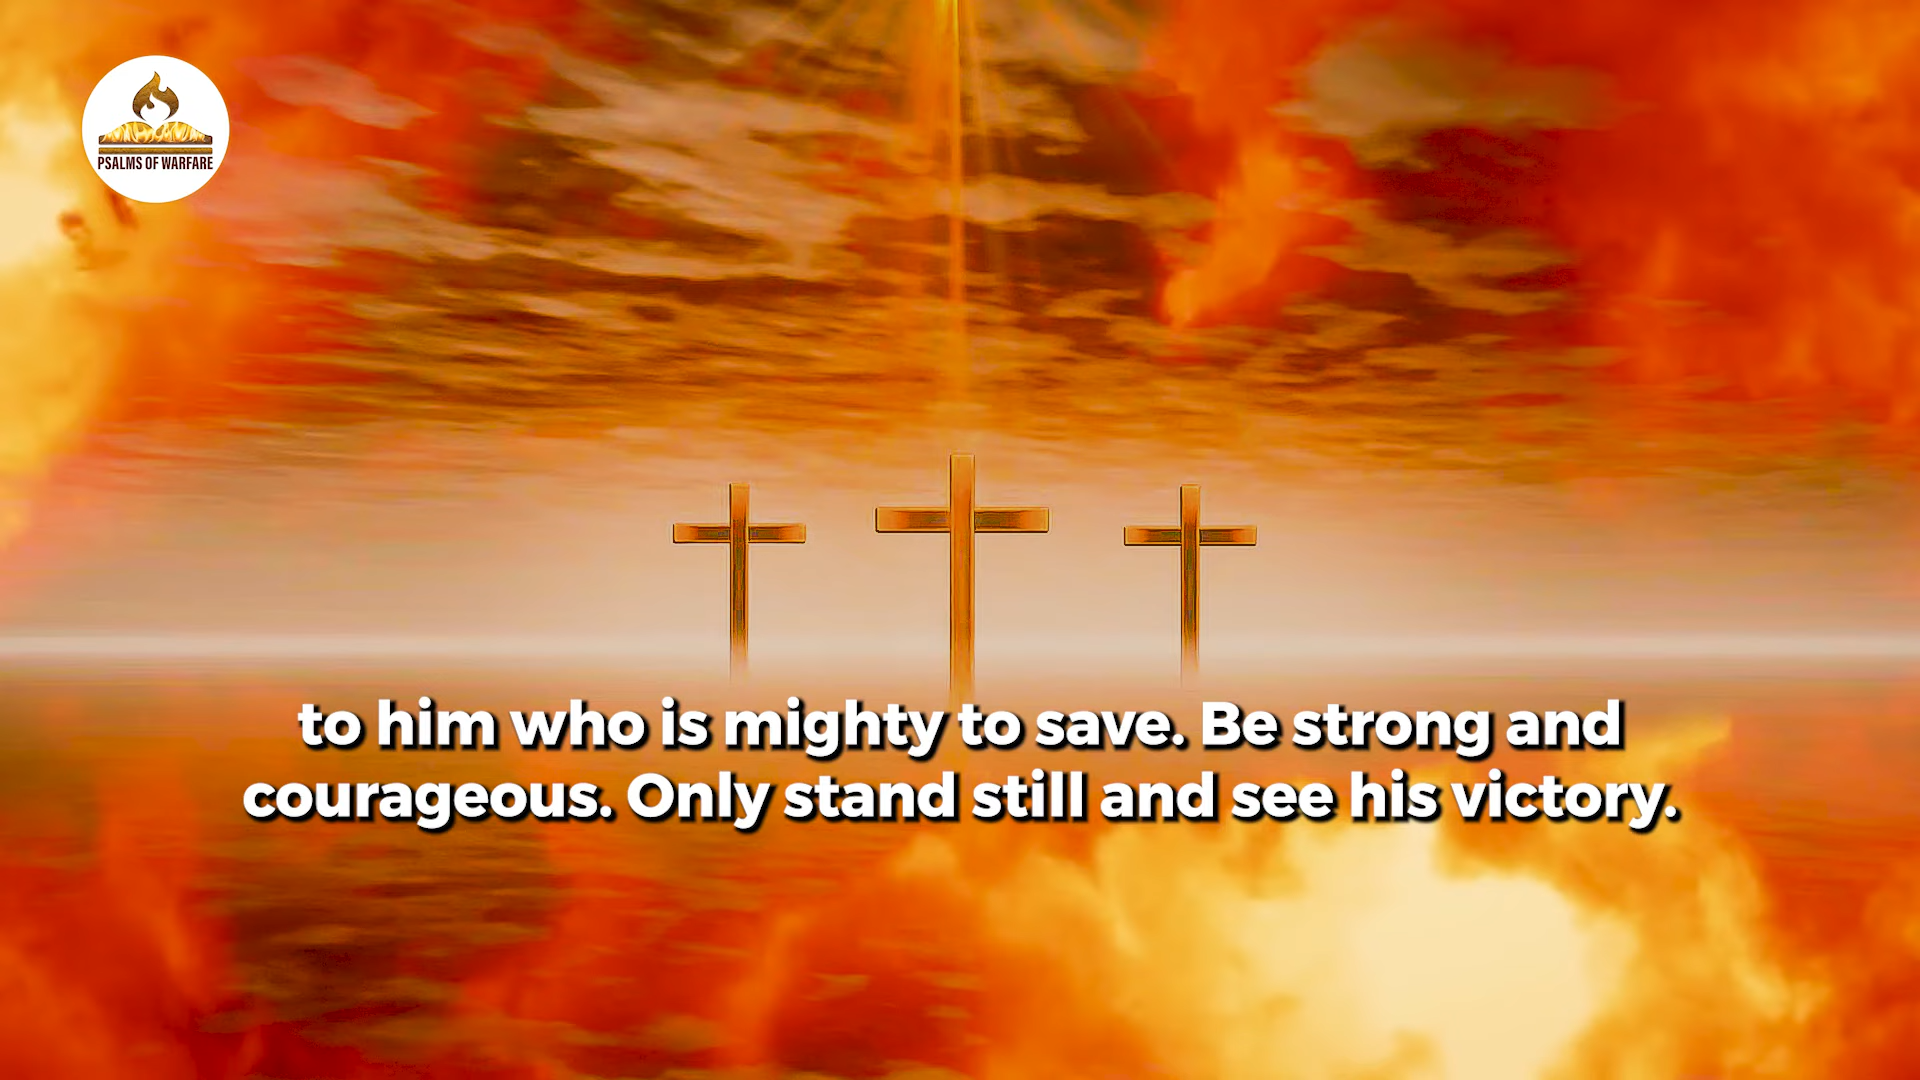 PSALMS OF WARFARE
to him who is mighty to save. Be strong and
courageous. Only stand still and see his victory.